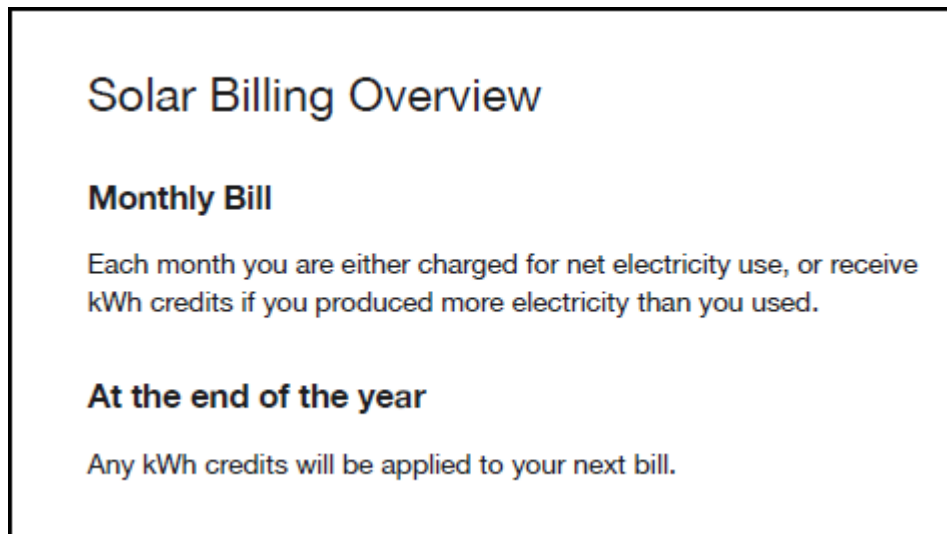 Solar Billing Overview
Monthly Bill
Each month you are either charged for net electricity use, or receive
kWh credits if you produced more electricity than you used.
At the end of the year
Any kWh credits will be applied to your next bill.